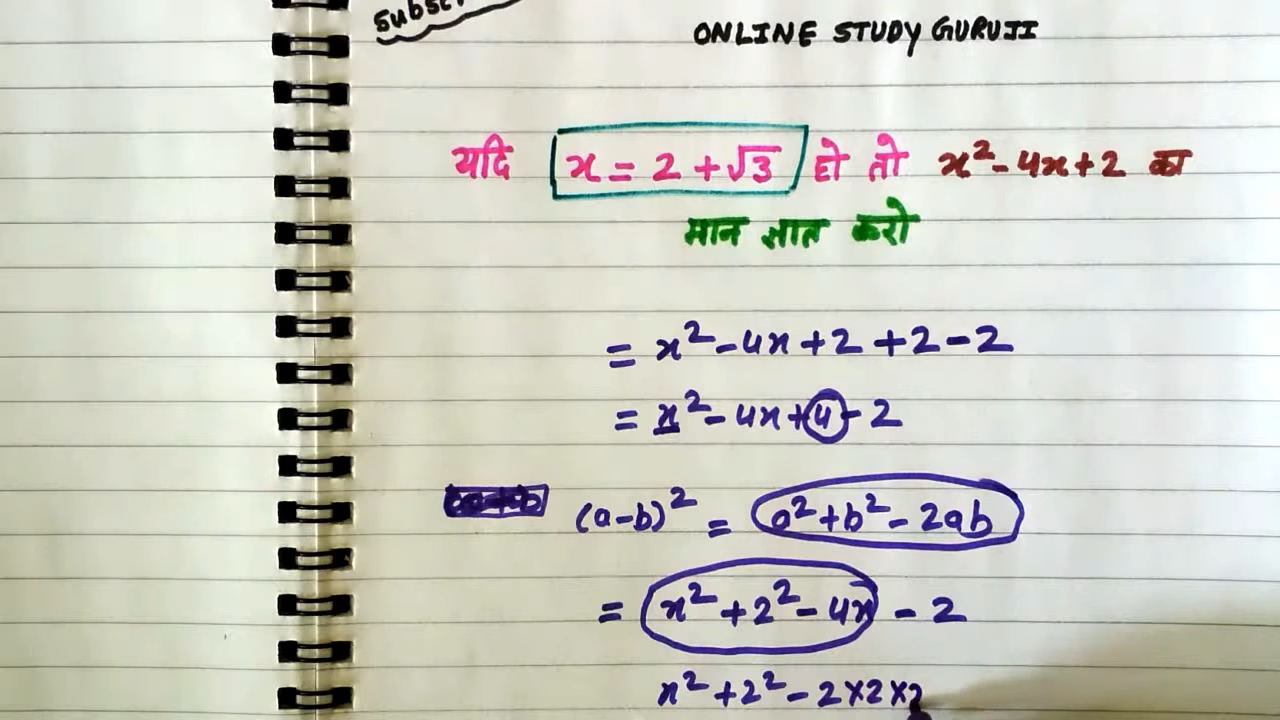 ONLINE STUDY GURUJI
यदि x = 2 + √3 हो तो x² - 4x + 2 का
मान ज्ञात करो
= x² - 4x + 2 + 2 - 2
= x² - 4x + 4 - 2
(a-b)² = a² + b² - 2ab
= x² + 2² - 4x - 2
x² + 2² - 2×2×